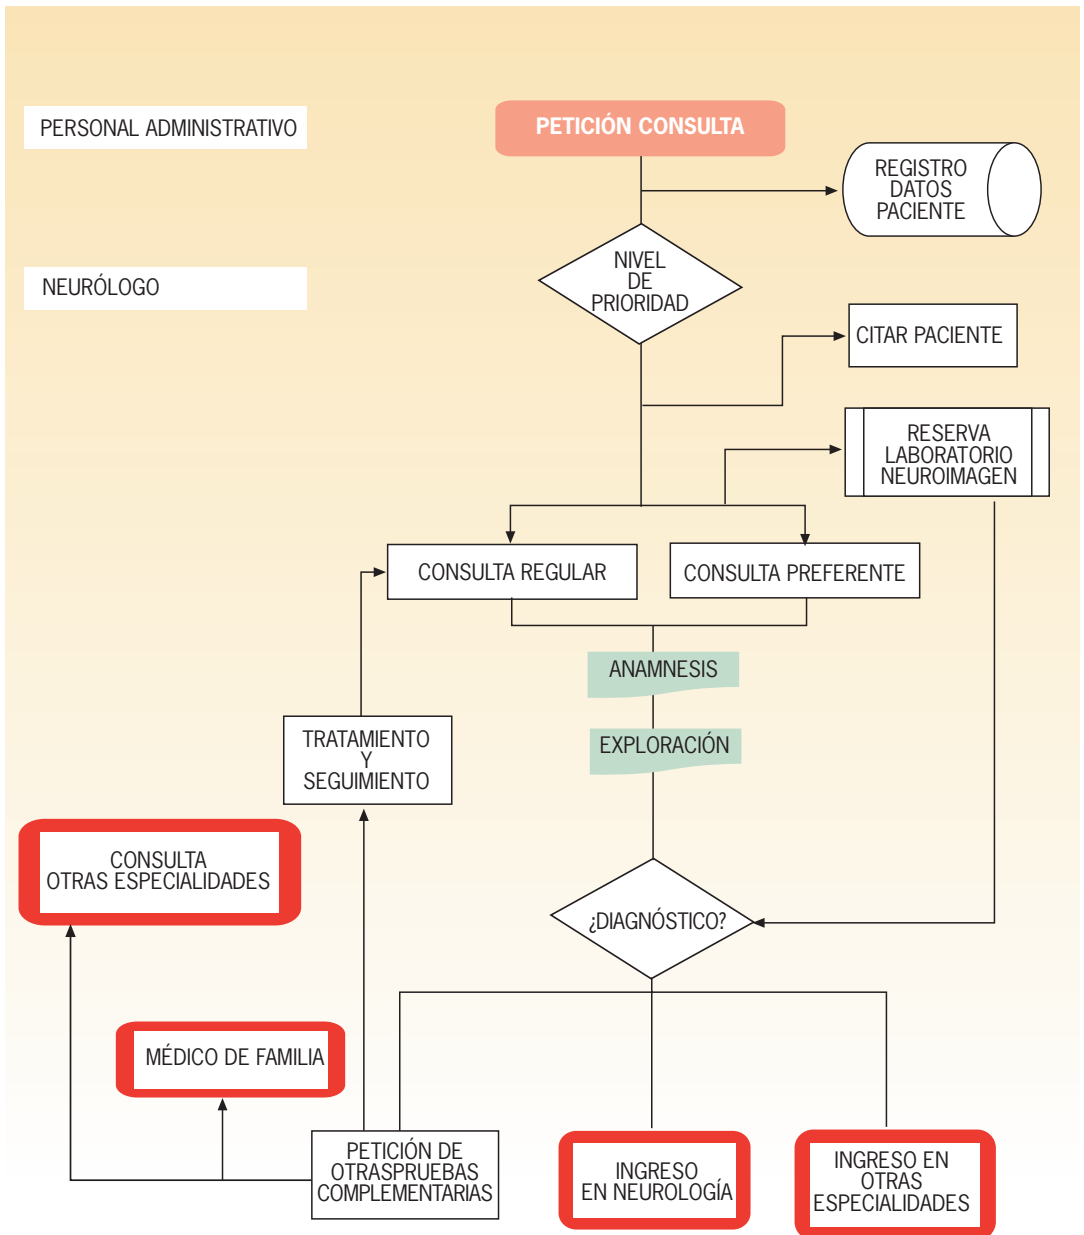 PERSONAL ADMINISTRATIVO
PETICIÓN CONSULTA
REGISTRO
DATOS
PACIENTE
NEURÓLOGO
NIVEL
DE
PRIORIDAD
CITAR PACIENTE
RESERVA
LABORATORIO
NEUROIMAGEN
CONSULTA REGULAR
CONSULTA PREFERENTE
ANAMNESIS
EXPLORACIÓN
TRATAMIENTO
Y
SEGUIMIENTO
CONSULTA
OTRAS ESPECIALIDADES
¿DIAGNÓSTICO?
MÉDICO DE FAMILIA
PETICIÓN DE
OTRASPRUEBAS
COMPLEMENTARIAS
INGRESO
EN NEUROLOGÍA
INGRESO EN
OTRAS
ESPECIALIDADES